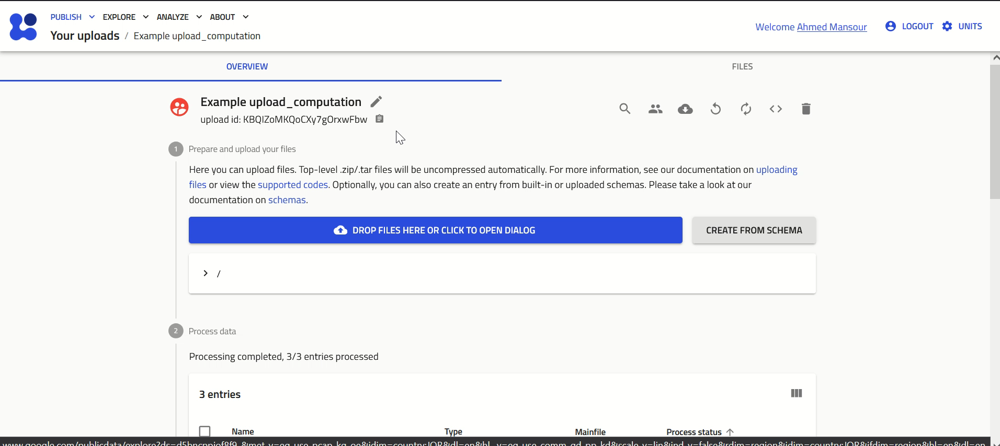 PUBLISH EXPLORE ANALYZE ABOUT
Your uploads / Example upload_computation
Welcome Ahmed Mansour LOGOUT UNITS
OVERVIEW FILES
Example upload_computation
upload id: KBQIZoMKQoCXy7gOrxwFbw
1 Prepare and upload your files
Here you can upload files. Top-level .zip/.tar files will be uncompressed automatically. For more information, see our documentation on uploading
files or view the supported codes. Optionally, you can also create an entry from built-in or uploaded schemas. Please take a look at our
documentation on schemas.
DROP FILES HERE OR CLICK TO OPEN DIALOG CREATE FROM SCHEMA
/
2 Process data
Processing completed, 3/3 entries processed
3 entries
Name Type Mainfile Process status